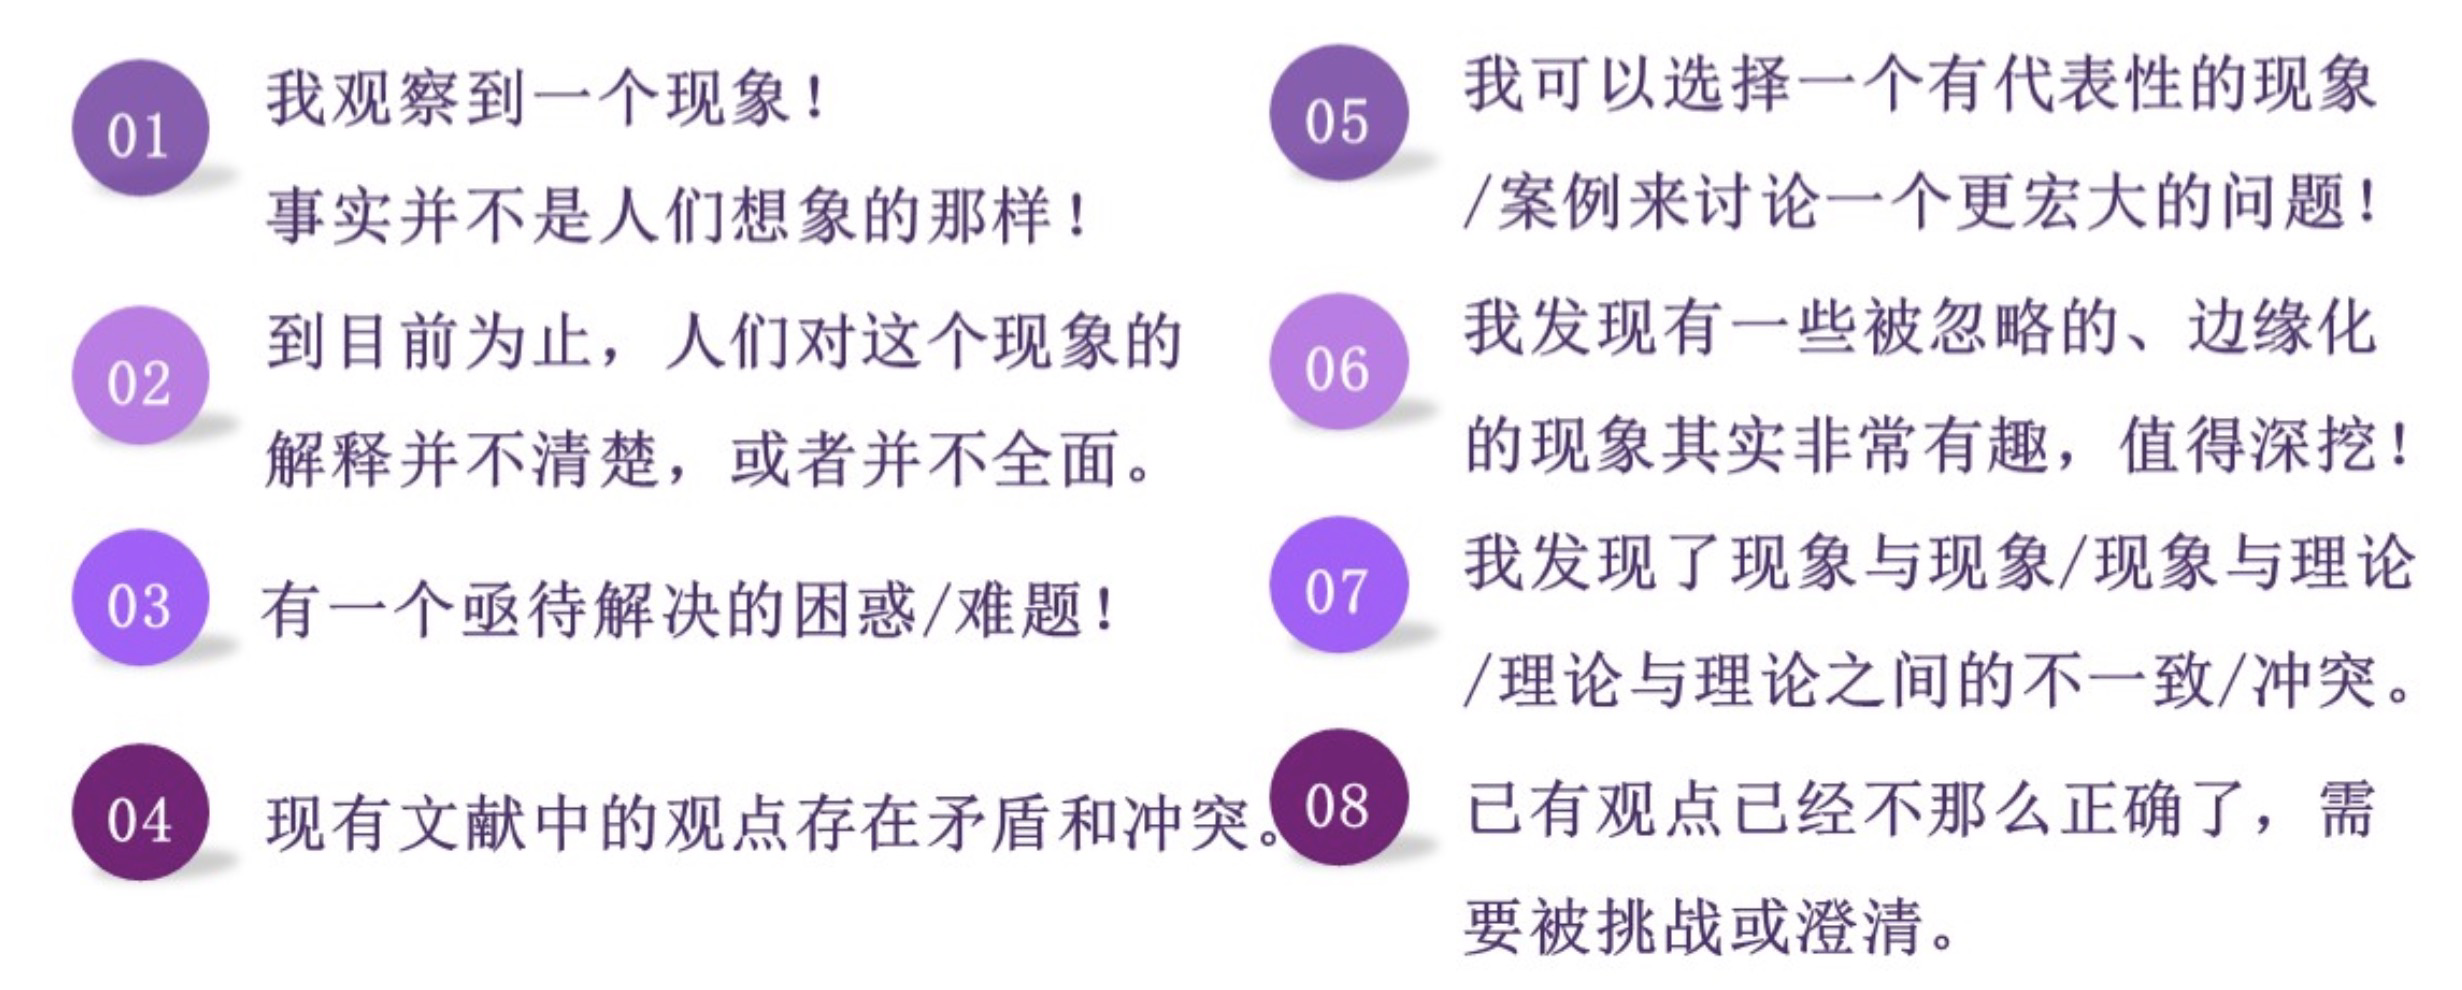 01
我观察到一个现象！
事实并不是人们想象的那样！
02
到目前为止，人们对这个现象的
解释并不清楚，或者并不全面。
03
有一个亟待解决的困惑/难题！
04
现有文献中的观点存在矛盾和冲突。
05
我可以选择一个有代表性的现象
/案例来讨论一个更宏大的问题！
06
我发现有一些被忽略的、边缘化
的现象其实非常有趣，值得深挖！
07
我发现了现象与现象/现象与理论
/理论与理论之间的不一致/冲突。
08
已有观点已经不那么正确了，需
要被挑战或澄清。